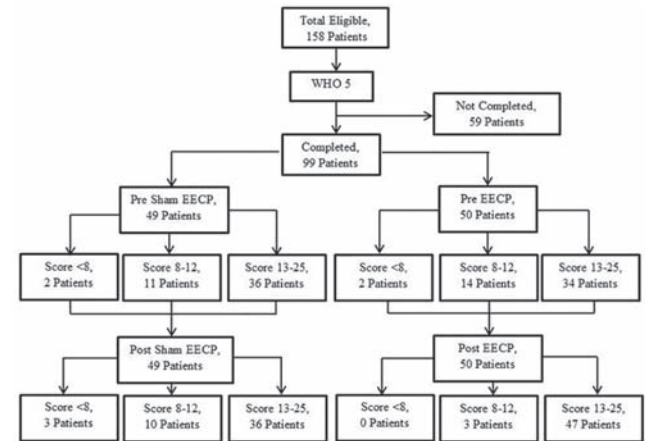 Total Eligible,
158 Patients
WHO 5
Not Completed,
59 Patients
Completed,
99 Patients
Pre Sham EECP,
49 Patients
Pre EECP,
50 Patients
Score <8,
2 Patients
Score 8-12,
11 Patients
Score 13-25,
36 Patients
Score <8,
2 Patients
Score 8-12,
14 Patients
Score 13-25,
34 Patients
Post Sham EECP,
49 Patients
Post EECP,
50 Patients
Score <8,
3 Patients
Score 8-12,
10 Patients
Score 13-25,
36 Patients
Score <8,
0 Patients
Score 8-12,
3 Patients
Score 13-25,
47 Patients